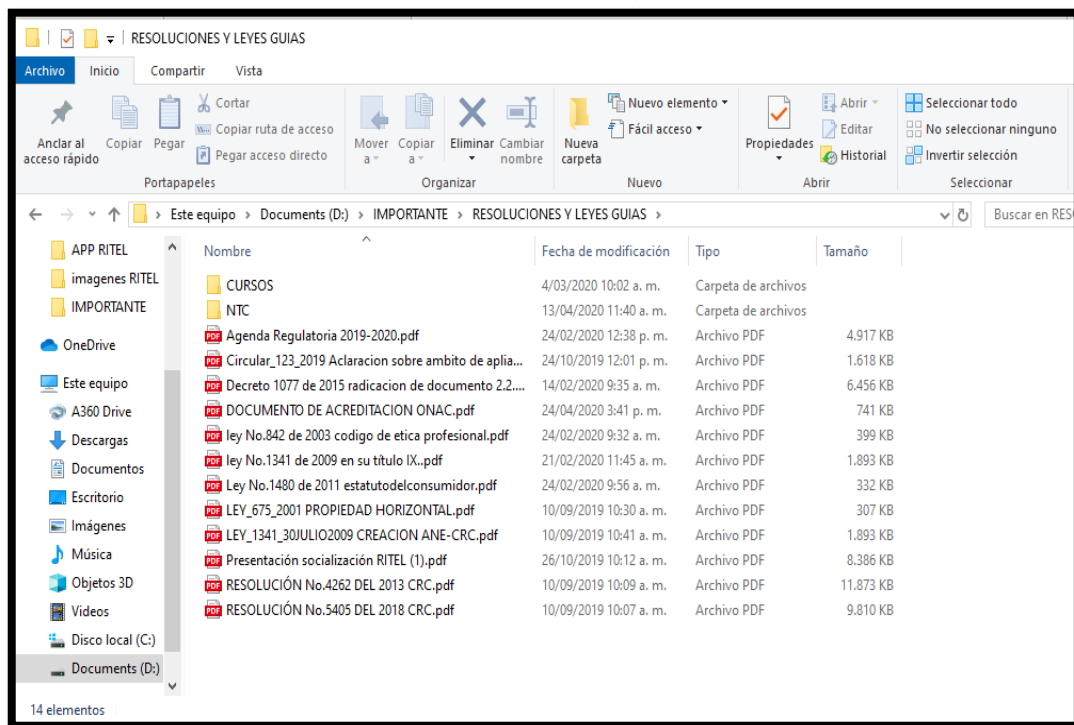 RESOLUCIONES Y LEYES GUIAS
Archivo Inicio Compartir Vista
Anclar al acceso rápido
Copiar
Pegar
Cortar
Copiar ruta de acceso
Pegar acceso directo
Portapapeles
Mover a
Copiar a
Eliminar
Cambiar nombre
Organizar
Nueva carpeta
Nuevo elemento
Fácil acceso
Nuevo
Propiedades
Abrir
Editar
Historial
Abrir
Seleccionar todo
No seleccionar ninguno
Invertir selección
Seleccionar
Este equipo > Documents (D:) > IMPORTANTE > RESOLUCIONES Y LEYES GUIAS >
Buscar en RES
APP RITEL
imagenes RITEL
IMPORTANTE
OneDrive
Este equipo
A360 Drive
Descargas
Documentos
Escritorio
Imágenes
Música
Objetos 3D
Videos
Disco local (C:)
Documents (D:)
Nombre Fecha de modificación Tipo Tamaño
CURSOS 4/03/2020 10:02 a. m. Carpeta de archivos
NTC 13/04/2020 11:40 a. m. Carpeta de archivos
Agenda Regulatoria 2019-2020.pdf 24/02/2020 12:38 p. m. Archivo PDF 4.917 KB
Circular_123_2019 Aclaracion sobre ambito de aplia... 24/10/2019 12:01 p. m. Archivo PDF 1.618 KB
Decreto 1077 de 2015 radicacion de documento 2.2.... 14/02/2020 9:35 a. m. Archivo PDF 6.456 KB
DOCUMENTO DE ACREDITACION ONAC.pdf 24/04/2020 3:41 p. m. Archivo PDF 741 KB
ley No.842 de 2003 codigo de etica profesional.pdf 24/02/2020 9:32 a. m. Archivo PDF 399 KB
ley No.1341 de 2009 en su título IX..pdf 21/02/2020 11:45 a. m. Archivo PDF 1.893 KB
Ley No.1480 de 2011 estatutodelconsumidor.pdf 24/02/2020 9:56 a. m. Archivo PDF 332 KB
LEY_675_2001 PROPIEDAD HORIZONTAL.pdf 10/09/2019 10:30 a. m. Archivo PDF 307 KB
LEY_1341_30JULIO2009 CREACION ANE-CRC.pdf 10/09/2019 10:41 a. m. Archivo PDF 1.893 KB
Presentación socialización RITEL (1).pdf 26/10/2019 10:12 a. m. Archivo PDF 8.386 KB
RESOLUCIÓN No.4262 DEL 2013 CRC.pdf 10/09/2019 10:09 a. m. Archivo PDF 11.873 KB
RESOLUCIÓN No.5405 DEL 2018 CRC.pdf 10/09/2019 10:07 a. m. Archivo PDF 9.810 KB
14 elementos